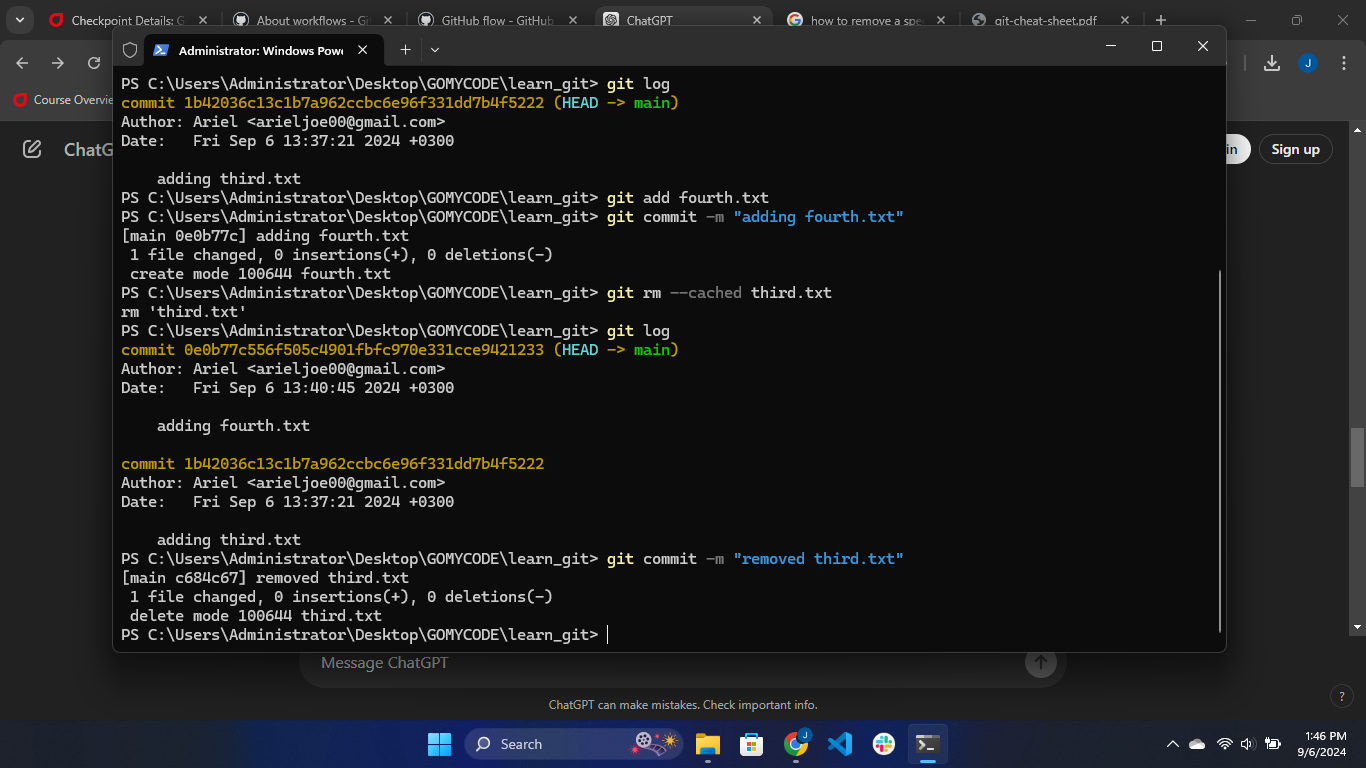 Checkpoint Details: G
About workflows - Git
GitHub flow - GitHub
ChatGPT
how to remove a spe
git-cheat-sheet.pdf
J
Course Overvie
Administrator: Windows Powe
PS C:\Users\Administrator\Desktop\GOMYCODE\learn_git> git log
commit 1b42036c13c1b7a962ccbc6e96f331dd7b4f5222 (HEAD -> main)
Author: Ariel <arieljoe00@gmail.com>
Date:   Fri Sep 6 13:37:21 2024 +0300
    adding third.txt
PS C:\Users\Administrator\Desktop\GOMYCODE\learn_git> git add fourth.txt
PS C:\Users\Administrator\Desktop\GOMYCODE\learn_git> git commit -m "adding fourth.txt"
[main 0e0b77c] adding fourth.txt
 1 file changed, 0 insertions(+), 0 deletions(-)
 create mode 100644 fourth.txt
PS C:\Users\Administrator\Desktop\GOMYCODE\learn_git> git rm --cached third.txt
rm 'third.txt'
PS C:\Users\Administrator\Desktop\GOMYCODE\learn_git> git log
commit 0e0b77c556f505c4901fbfc970e331cce9421233 (HEAD -> main)
Author: Ariel <arieljoe00@gmail.com>
Date:   Fri Sep 6 13:40:45 2024 +0300
    adding fourth.txt
commit 1b42036c13c1b7a962ccbc6e96f331dd7b4f5222
Author: Ariel <arieljoe00@gmail.com>
Date:   Fri Sep 6 13:37:21 2024 +0300
    adding third.txt
PS C:\Users\Administrator\Desktop\GOMYCODE\learn_git> git commit -m "removed third.txt"
[main c684c67] removed third.txt
 1 file changed, 0 insertions(+), 0 deletions(-)
 delete mode 100644 third.txt
PS C:\Users\Administrator\Desktop\GOMYCODE\learn_git>
ChatG
in
Sign up
Message ChatGPT
ChatGPT can make mistakes. Check important info.
?
Search
J
1:46 PM
9/6/2024